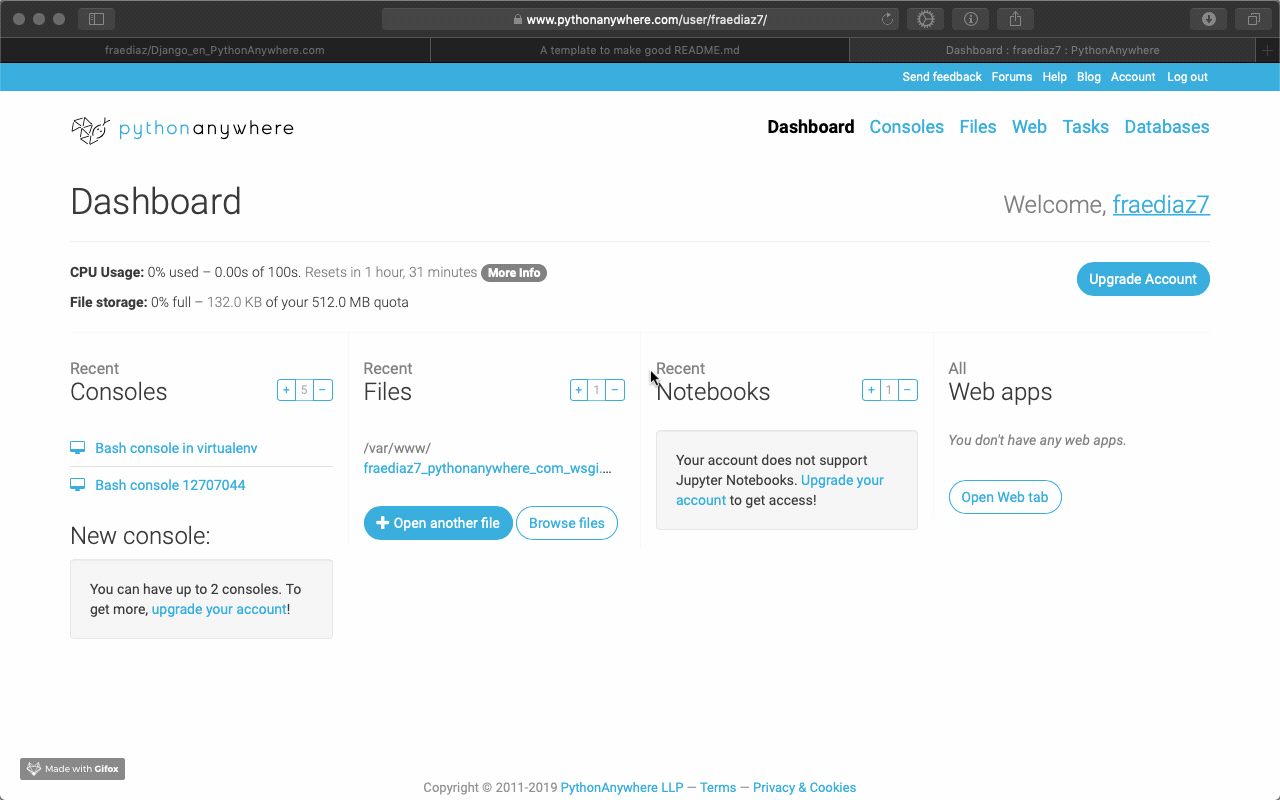 www.pythonanywhere.com/user/fraediaz7/
fraediaz/Django_en_PythonAnywhere.com
A template to make good README.md
Dashboard : fraediaz7 : PythonAnywhere
Send feedback Forums Help Blog Account Log out
pythonanywhere
Dashboard Consoles Files Web Tasks Databases
Dashboard
Welcome, fraediaz7
CPU Usage: 0% used – 0.00s of 100s. Resets in 1 hour, 31 minutes More Info
File storage: 0% full – 132.0 KB of your 512.0 MB quota
Upgrade Account
Recent
Consoles
+ 5 −
Bash console in virtualenv
Bash console 12707044
New console:
You can have up to 2 consoles. To
get more, upgrade your account!
Recent
Files
+ 1 −
/var/www/
fraediaz7_pythonanywhere_com_wsgi....
+ Open another file
Browse files
Recent
Notebooks
+ 1 −
Your account does not support
Jupyter Notebooks. Upgrade your
account to get access!
All
Web apps
You don't have any web apps.
Open Web tab
Made with Gifox
Copyright © 2011-2019 PythonAnywhere LLP — Terms — Privacy & Cookies